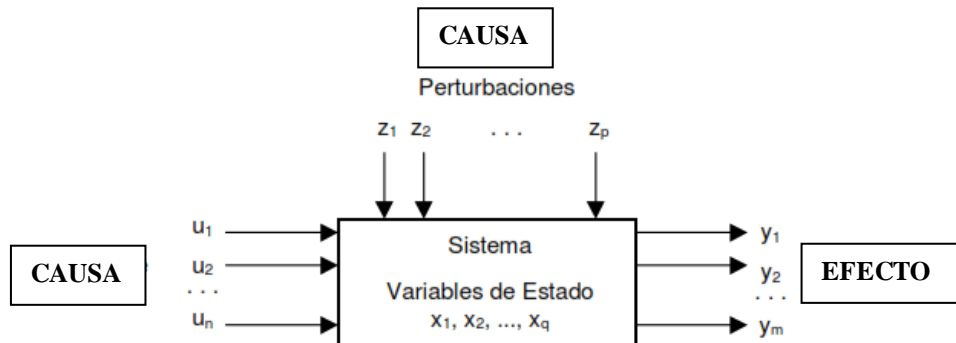 CAUSA
Perturbaciones
z1 z2 . . . zp
u1
u2
. . .
un
CAUSA
Sistema
Variables de Estado
x1, x2, ..., xq
y1
y2
. . .
ym
EFECTO